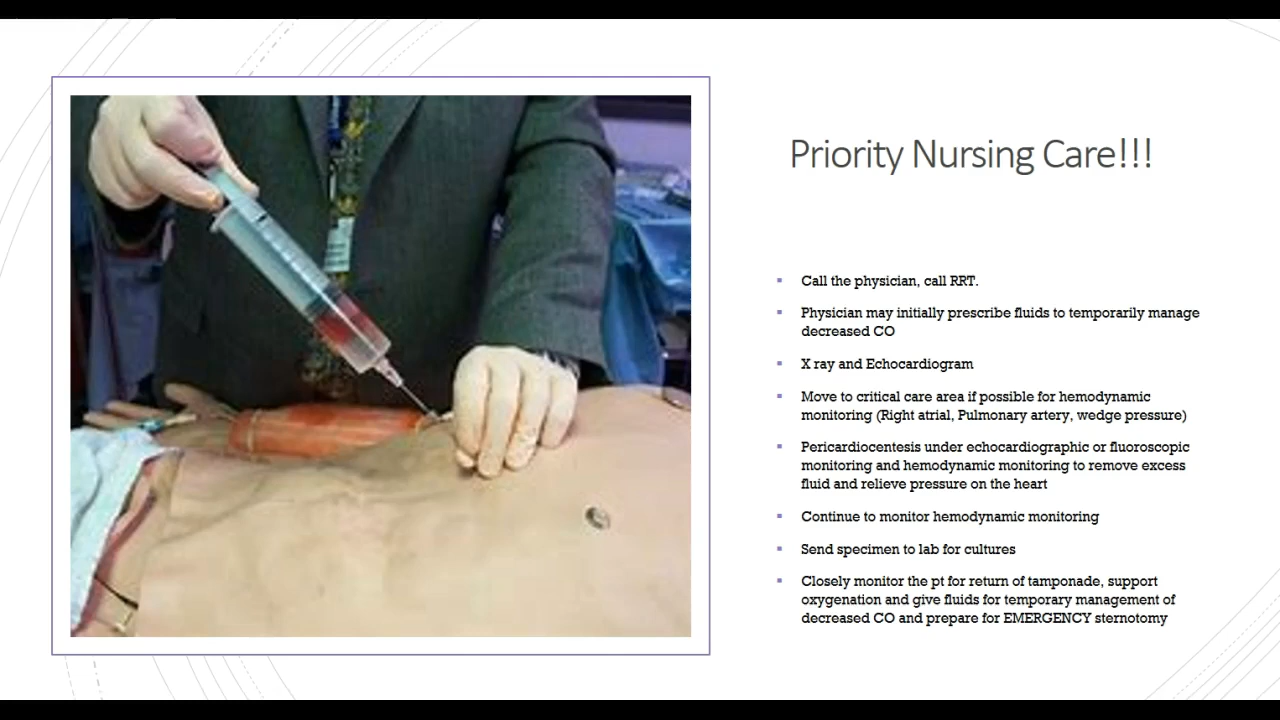 Priority Nursing Care!!!
Call the physician, call RRT.
Physician may initially prescribe fluids to temporarily manage
decreased CO
X ray and Echocardiogram
Move to critical care area if possible for hemodynamic
monitoring (Right atrial, Pulmonary artery, wedge pressure)
Pericardiocentesis under echocardiographic or fluoroscopic
monitoring and hemodynamic monitoring to remove excess
fluid and relieve pressure on the heart
Continue to monitor hemodynamic monitoring
Send specimen to lab for cultures
Closely monitor the pt for return of tamponade, support
oxygenation and give fluids for temporary management of
decreased CO and prepare for EMERGENCY sternotomy